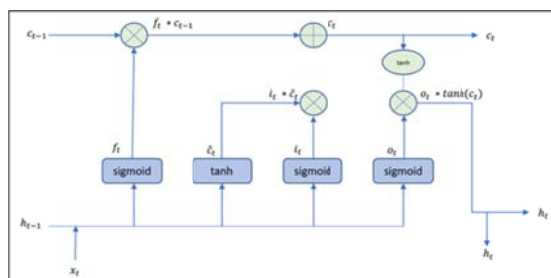 f_t * c_{t-1}
c_t
c_{t-1}
c_t
tanh
i_t * c̃_t
o_t * tanh(c_t)
f_t
c̃_t
i_t
o_t
sigmoid
tanh
sigmoid
sigmoid
h_{t-1}
h_t
h_t
x_t